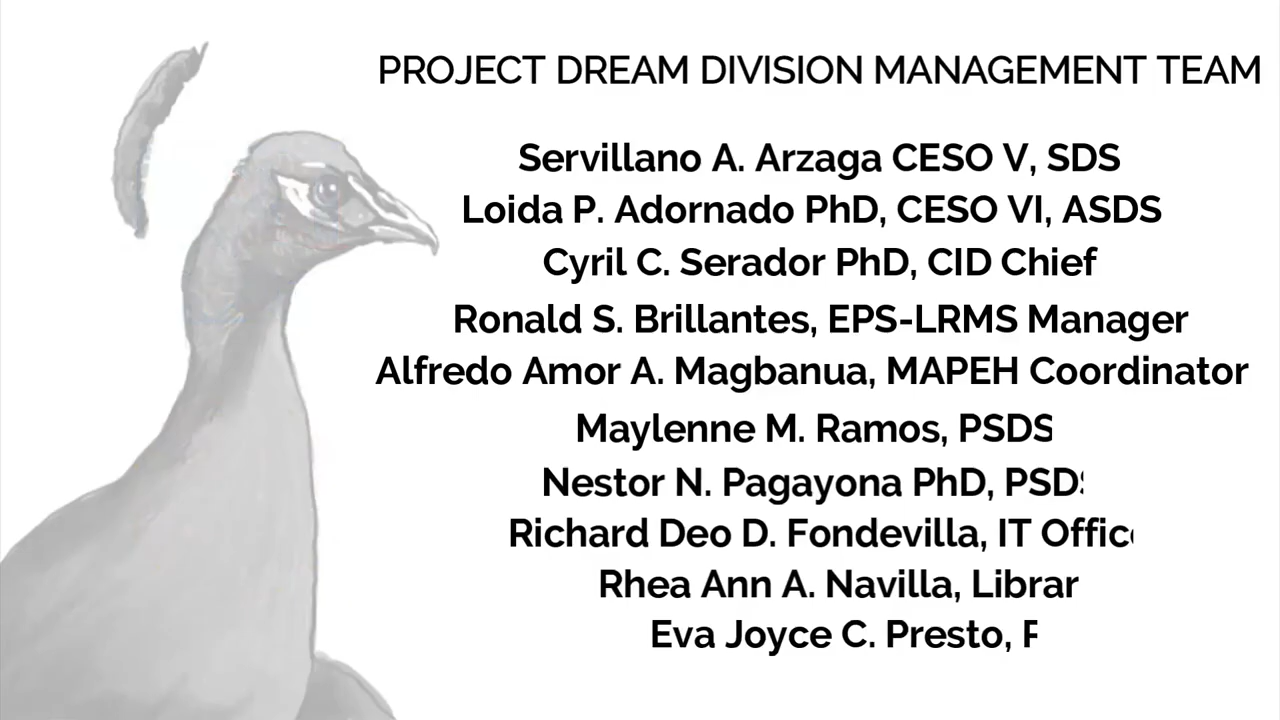 PROJECT DREAM DIVISION MANAGEMENT TEAM
Servillano A. Arzaga CESO V, SDS
Loida P. Adornado PhD, CESO VI, ASDS
Cyril C. Serador PhD, CID Chief
Ronald S. Brillantes, EPS-LRMS Manager
Alfredo Amor A. Magbanua, MAPEH Coordinator
Maylenne M. Ramos, PSDS
Nestor N. Pagayona PhD,
Richard Deo D. Fondevilla, IT
Rhea Ann A. Navilla,
Eva Joyce C. Presto,